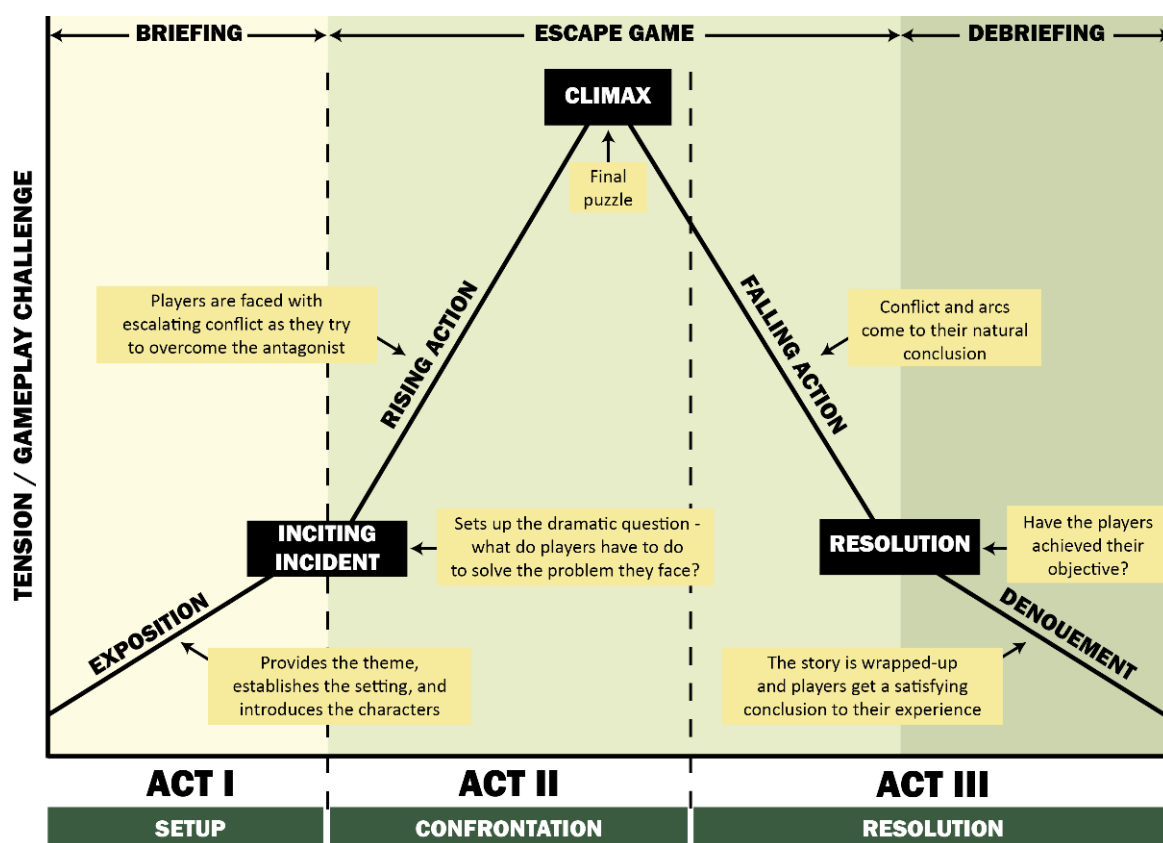 BRIEFING
ESCAPE GAME
DEBRIEFING
TENSION / GAMEPLAY CHALLENGE
CLIMAX
Final
puzzle
Players are faced with
escalating conflict as they try
to overcome the antagonist
RISING ACTION
FALLING ACTION
Conflict and arcs
come to their natural
conclusion
INCITING
INCIDENT
Sets up the dramatic question -
what do players have to do
to solve the problem they face?
RESOLUTION
Have the players
achieved their
objective?
EXPOSITION
Provides the theme,
establishes the setting, and
introduces the characters
The story is wrapped-up
and players get a satisfying
conclusion to their experience
DENOUEMENT
ACT I
ACT II
ACT III
SETUP
CONFRONTATION
RESOLUTION